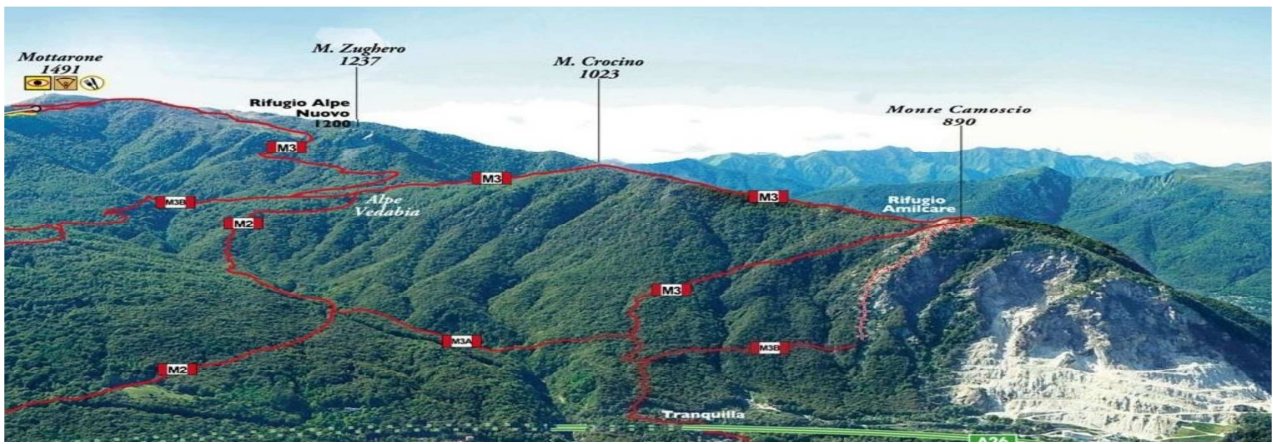 Mottarone
1491
M. Zughero
1237
M. Crocino
1023
Monte Camoscio
890
Rifugio Alpe
Nuovo
1200
M3
M3
M3
M3B
Alpe
Vedabia
M2
Rifugio
Amilcare
M3
M3A
M3B
M2
Tranquilla
A26